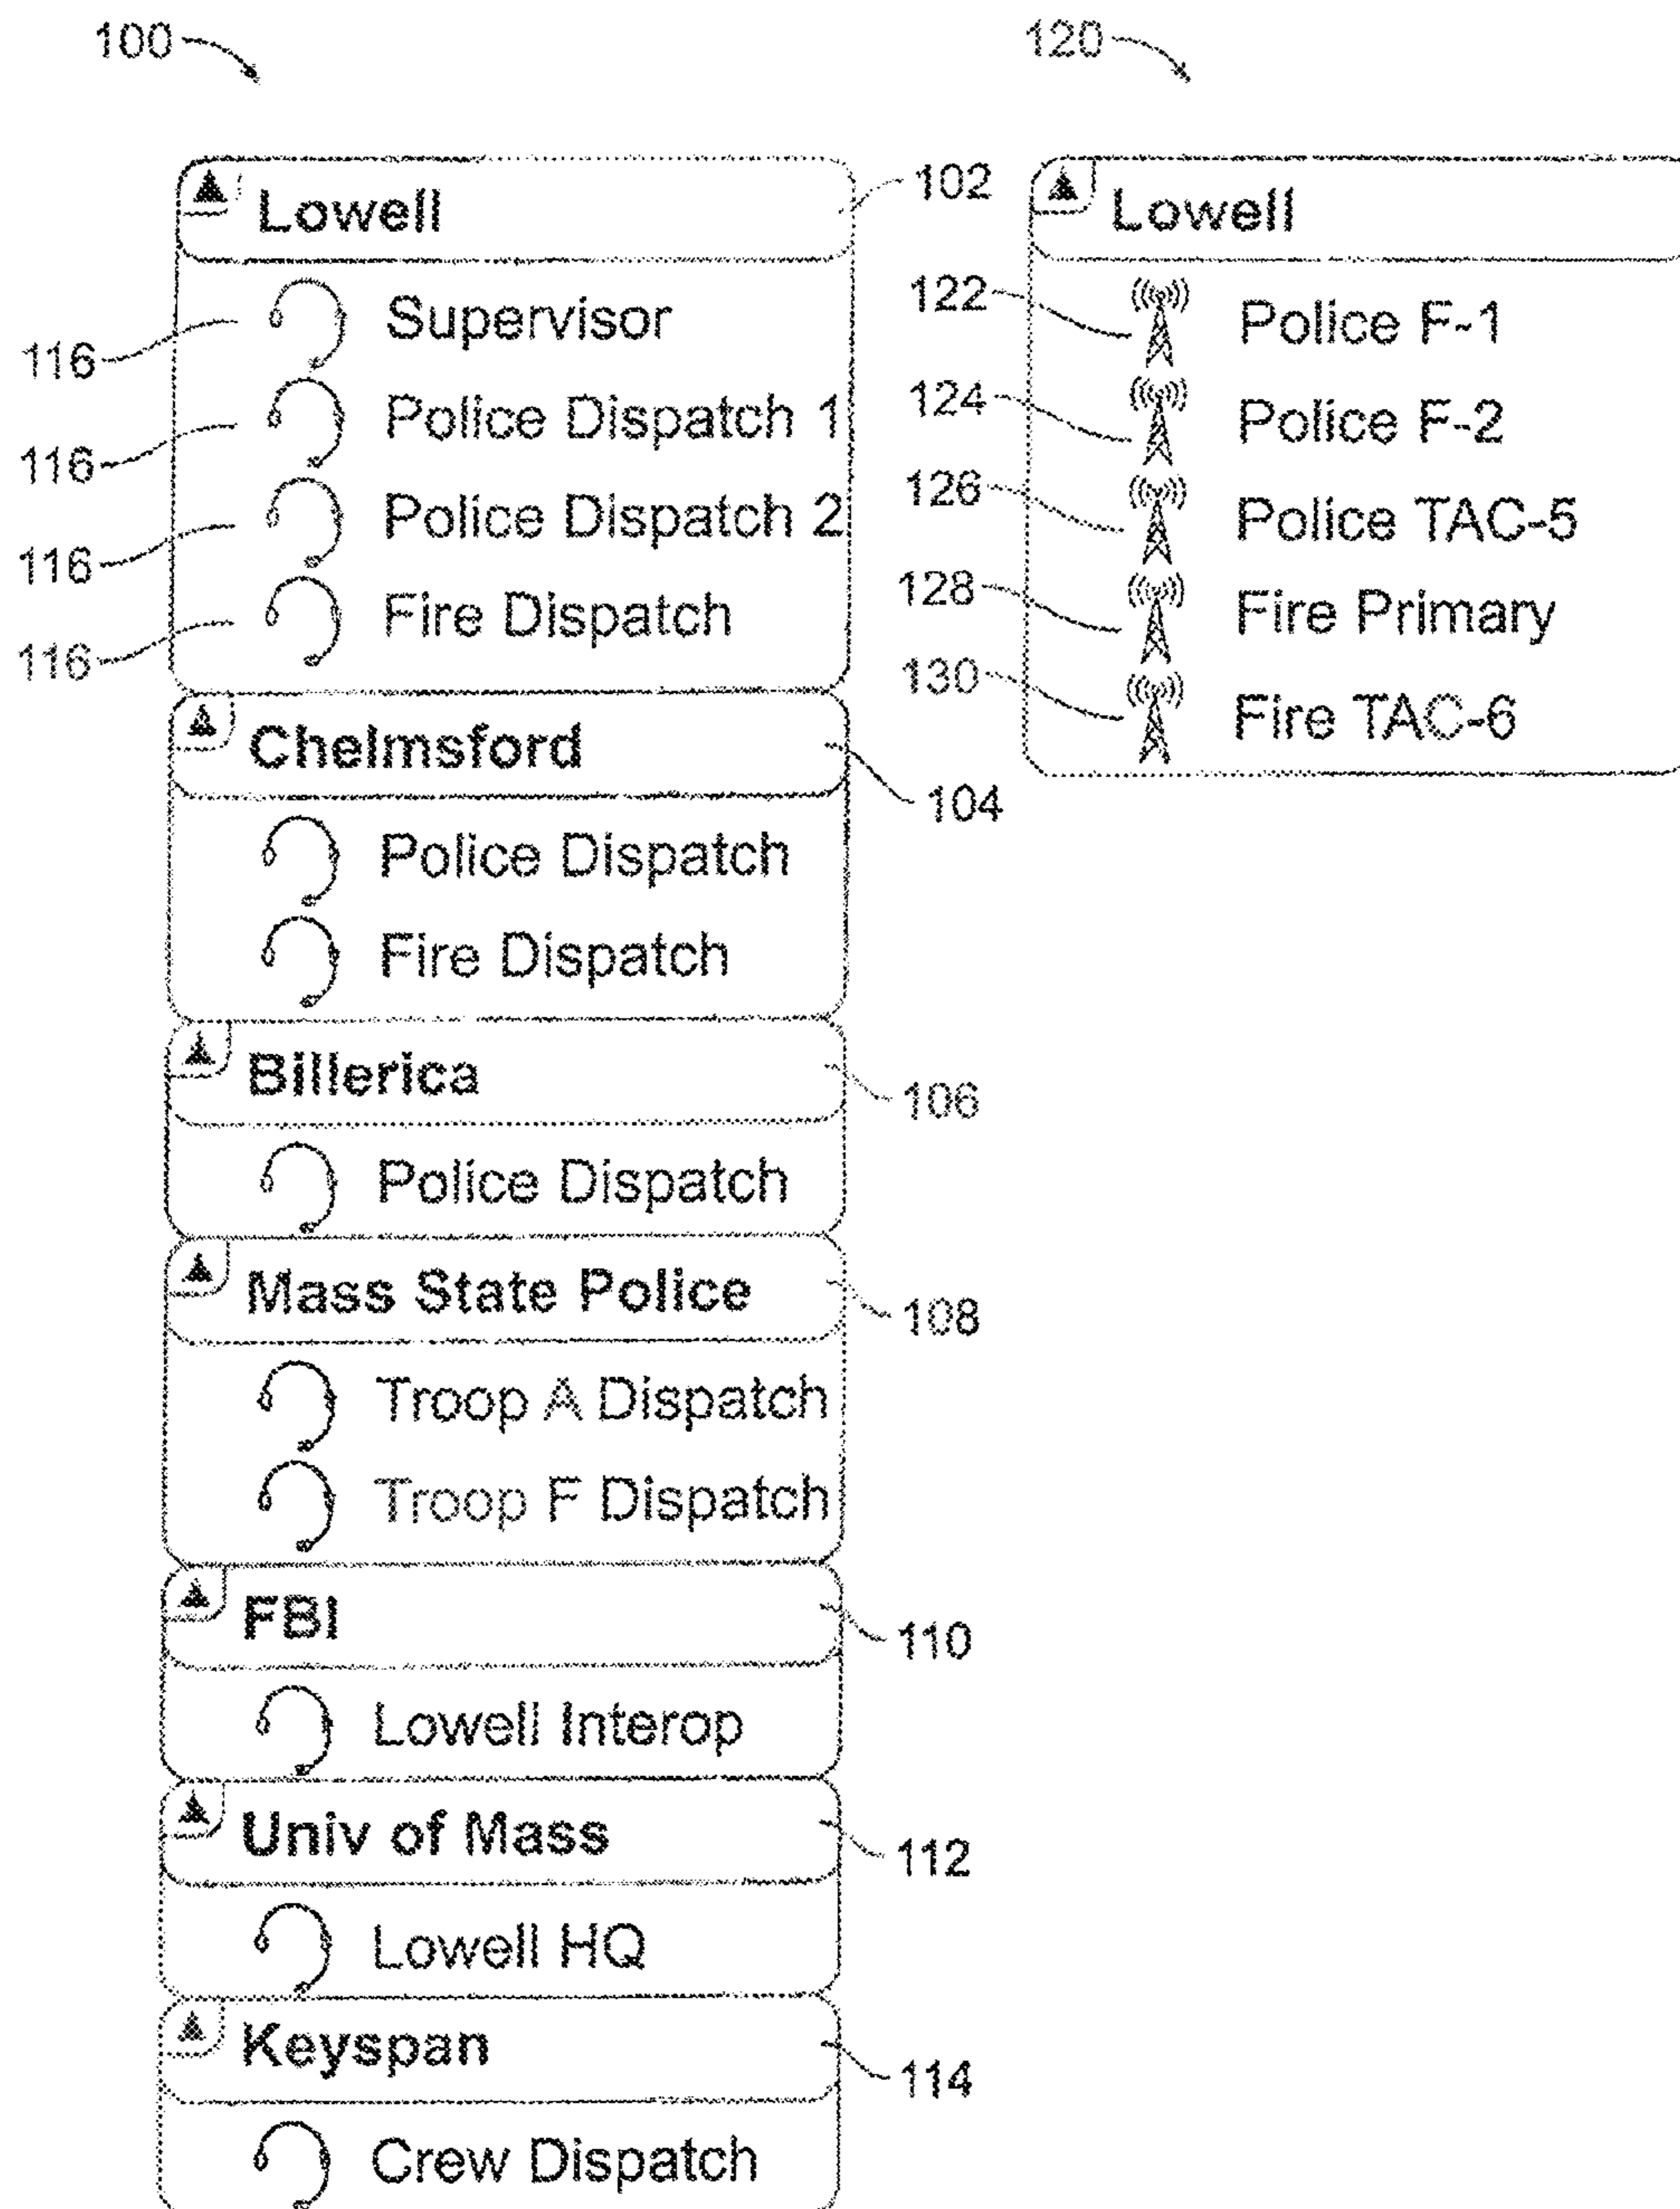 100
120
Lowell
102
116 Supervisor
116 Police Dispatch 1
116 Police Dispatch 2
116 Fire Dispatch
Chelmsford
104
Police Dispatch
Fire Dispatch
Billerica
106
Police Dispatch
Mass State Police
108
Troop A Dispatch
Troop F Dispatch
FBI
110
Lowell Interop
Univ of Mass
112
Lowell HQ
Keyspan
114
Crew Dispatch
Lowell
122 Police F-1
124 Police F-2
126 Police TAC-5
128 Fire Primary
130 Fire TAC-6